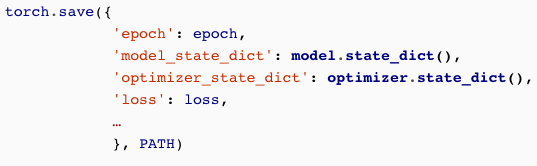 torch.save({
            'epoch': epoch,
            'model_state_dict': model.state_dict(),
            'optimizer_state_dict': optimizer.state_dict(),
            'loss': loss,
            …
            }, PATH)